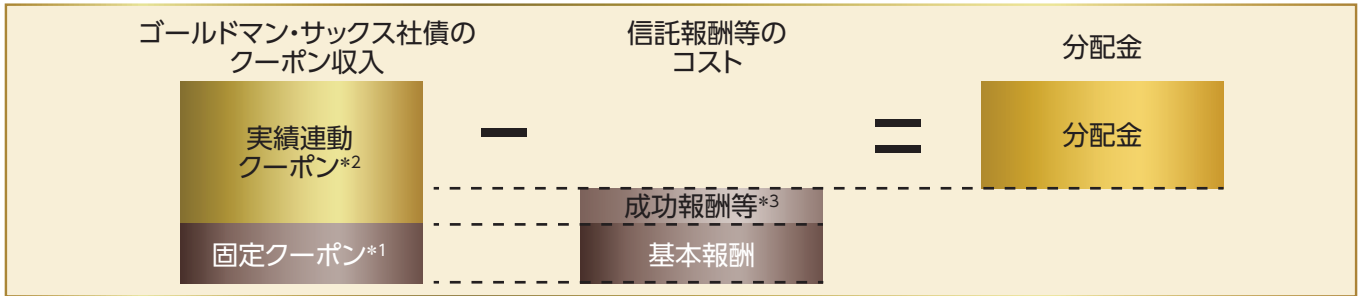 ゴールドマン・サックス社債の
クーポン収入
信託報酬等の
コスト
分配金
実績連動
クーポン*2
固定クーポン*1
ー
成功報酬等*3
基本報酬
＝
分配金